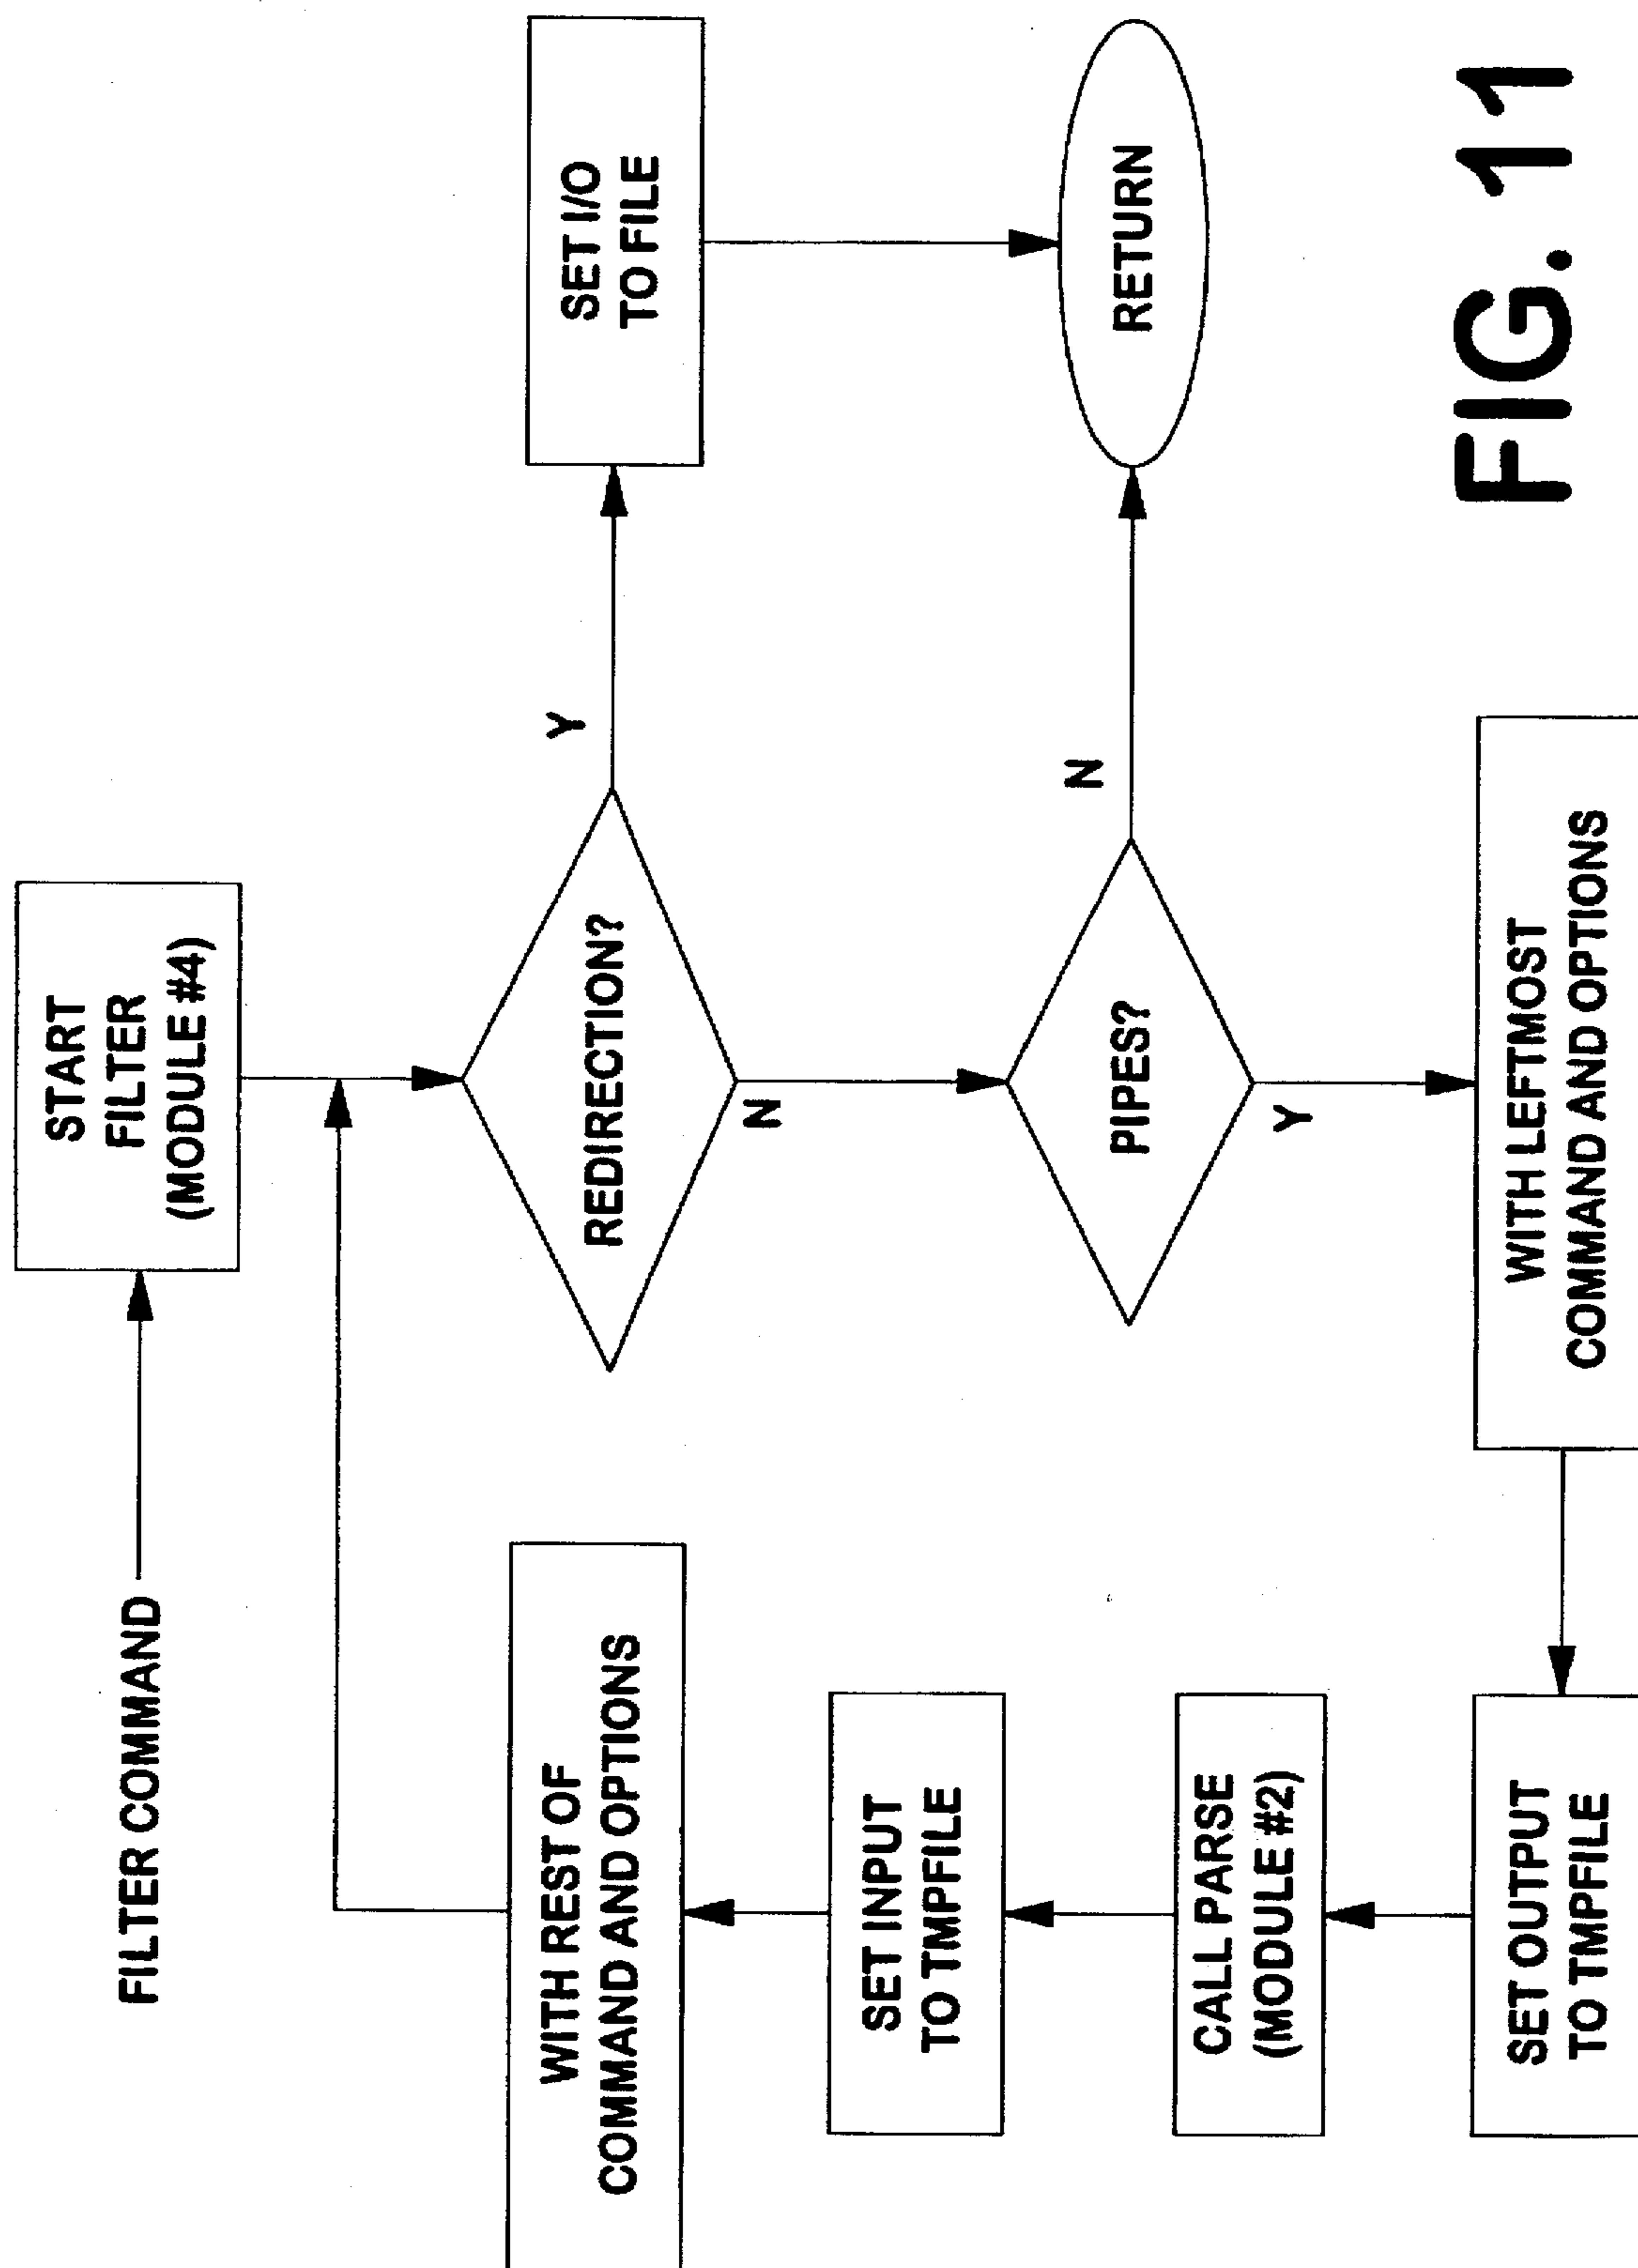 FILTER COMMAND
START
FILTER
(MODULE #4)
REDIRECTION?
Y
SET I/O
TO FILE
N
PIPES?
N
RETURN
Y
WITH LEFTMOST
COMMAND AND OPTIONS
SET OUTPUT
TO TMPFILE
CALL PARSE
(MODULE #2)
SET INPUT
TO TMPFILE
WITH REST OF
COMMAND AND OPTIONS
FIG. 11